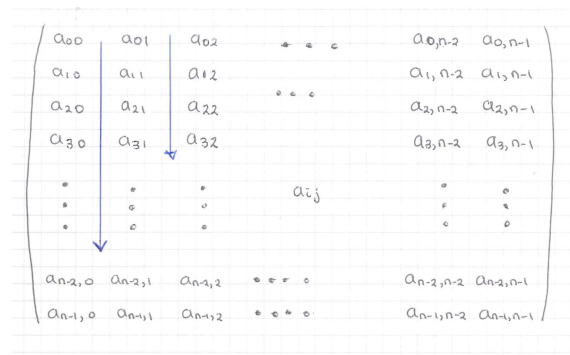 a00 a01 a02 • • • a0,n-2 a0,n-1
a10 a11 a12 • • • a1,n-2 a1,n-1
a20 a21 a22 a2,n-2 a2,n-1
a30 a31 a32 a3,n-2 a3,n-1
aij
an-2,0 an-2,1 an-2,2 • • • • an-2,n-2 an-2,n-1
an-1,0 an-1,1 an-1,2 • • • • an-1,n-2 an-1,n-1